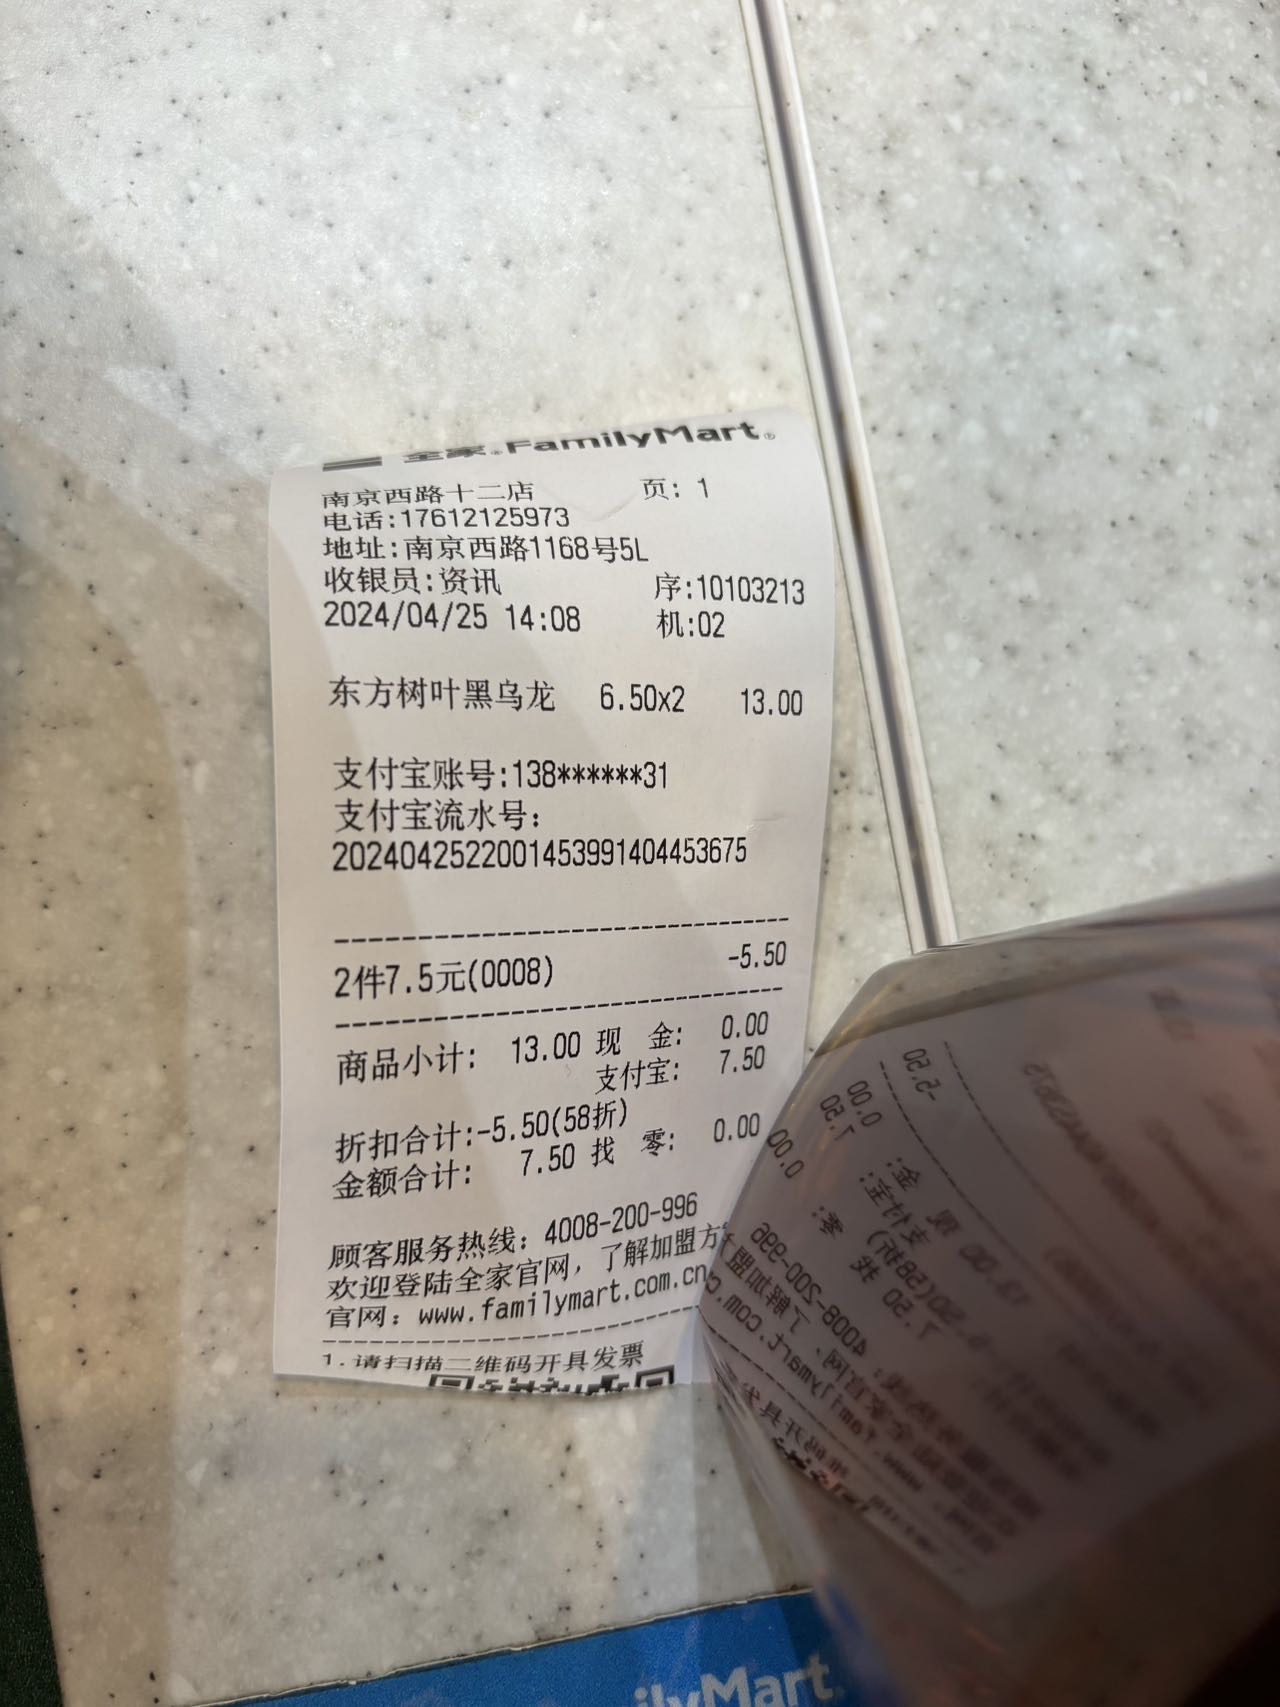 全家®FamilyMart®
南京西路十二店 页: 1
电话:17612125973
地址:南京西路1168号5L
收银员:资讯 序:10103213
2024/04/25 14:08 机:02
东方树叶黑乌龙 6.50x2 13.00
支付宝账号:138******31
支付宝流水号:
2024042522001453991404453675
2件7.5元(0008) -5.50
商品小计: 13.00 现 金: 0.00
支付宝: 7.50
折扣合计:-5.50(58折)
金额合计: 7.50 找 零: 0.00
顾客服务热线: 4008-200-996
欢迎登陆全家官网,了解加盟方
官网: www.familymart.com.cn
1.请扫描二维码开具发票
ilyMart